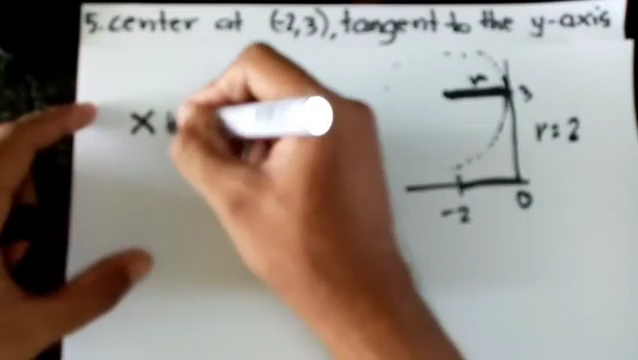 5. center at (-2,3), tangent to the y-axis
r
3
X
r=2
-2
0